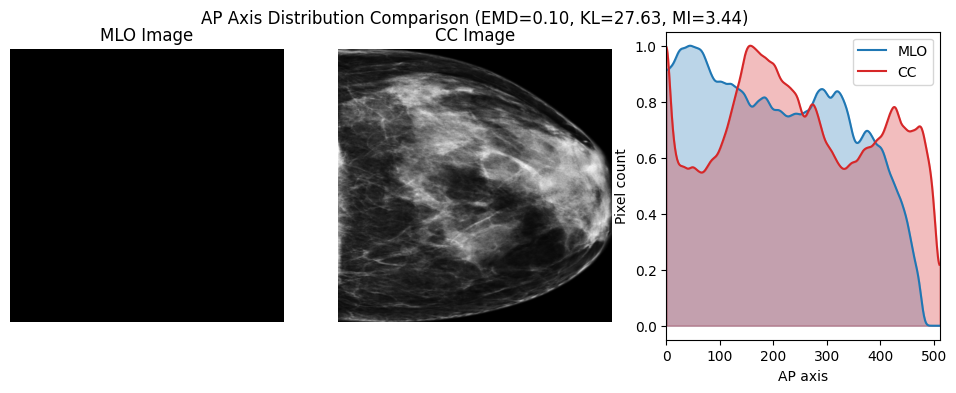 AP Axis Distribution Comparison (EMD=0.10, KL=27.63, MI=3.44)
MLO Image
CC Image
MLO
CC
Pixel count
1.0
0.8
0.6
0.4
0.2
0.0
0 100 200 300 400 500
AP axis